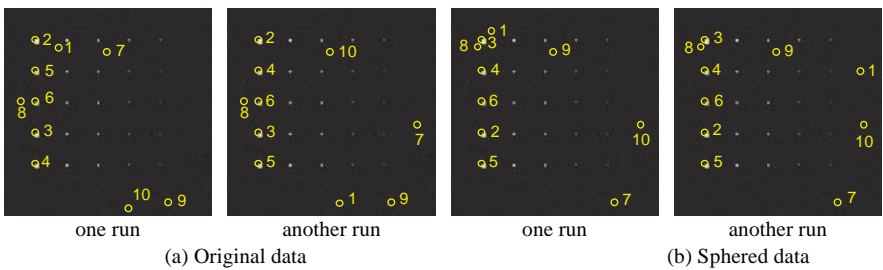 2 1 7 5 8 6 3 4 10 9
2 10 4 8 6 3 7 5 1 9
1 8 3 9 4 6 2 10 5 7
3 8 9 4 1 6 2 10 5 7
one run another run one run another run
(a) Original data (b) Sphered data